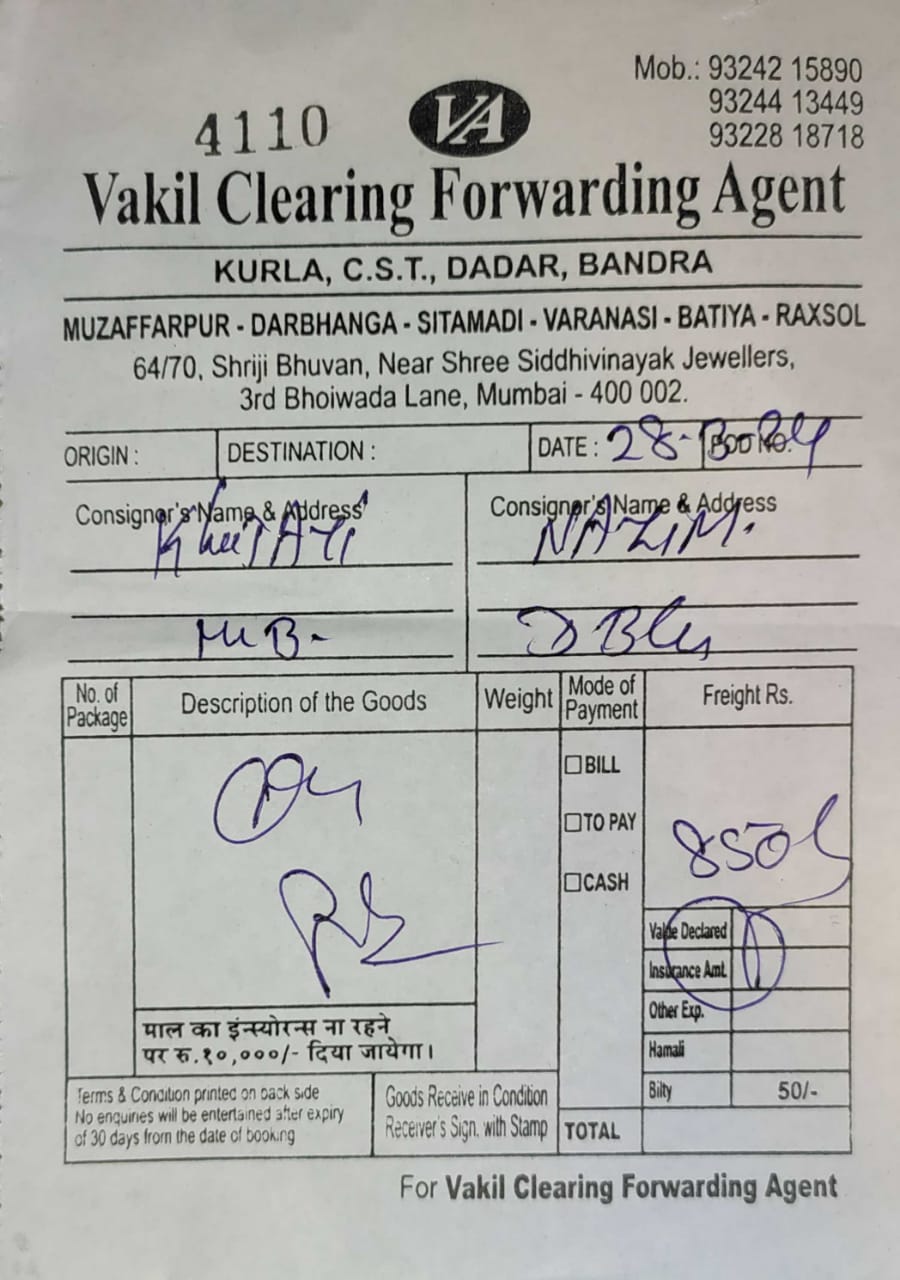 Mob.: 93242 15890
93244 13449
93228 18718
4110
VA
Vakil Clearing Forwarding Agent
KURLA, C.S.T., DADAR, BANDRA
MUZAFFARPUR - DARBHANGA - SITAMADI - VARANASI - BATIYA - RAXSOL
64/70, Shriji Bhuvan, Near Shree Siddhivinayak Jewellers,
3rd Bhoiwada Lane, Mumbai - 400 002.
ORIGIN : DESTINATION : DATE : 28-
Consignor's Name & Address Consigner's Name & Address
NAZIM.
No. of Package Description of the Goods Weight Mode of Payment Freight Rs.
BILL
TO PAY
CASH
Value Declared
Insurance Amt.
Other Exp.
Hamali
Bilty 50/-
TOTAL
माल का इंस्योरन्स ना रहने
पर रु.१०,०००/- दिया जायेगा।
Terms & Condition printed on back side
No enquiries will be entertained after expiry
of 30 days from the date of booking
Goods Receive in Condition
Receiver's Sign. with Stamp
For Vakil Clearing Forwarding Agent